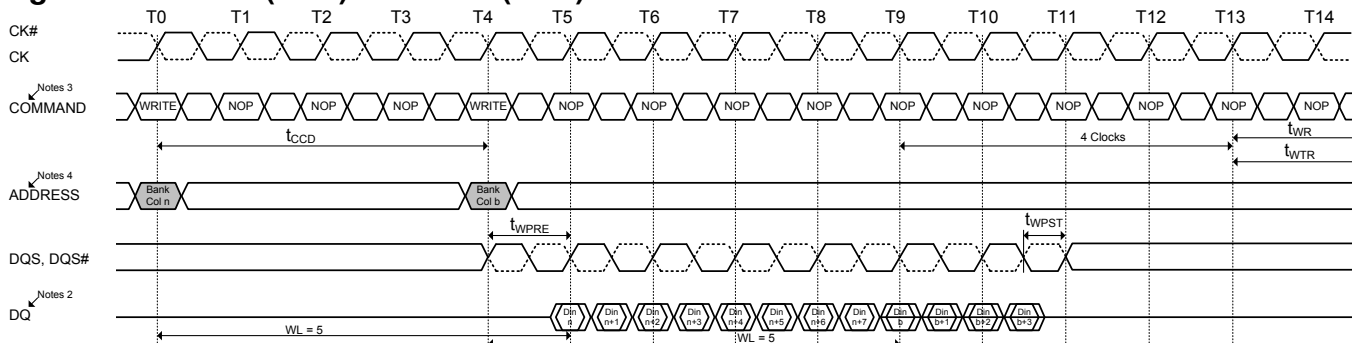 T0 T1 T2 T3 T4 T5 T6 T7 T8 T9 T10 T11 T12 T13 T14
CK#
CK
Notes 3
COMMAND
WRITE NOP NOP NOP WRITE NOP NOP NOP NOP NOP NOP NOP NOP NOP NOP
tCCD
4 Clocks
tWR
tWTR
Notes 4
ADDRESS
Bank
Col n
Bank
Col b
tWPRE
tWPST
DQS, DQS#
Notes 2
DQ
Din
n
Din
n+1
Din
n+2
Din
n+3
Din
n+4
Din
n+5
Din
n+6
Din
n+7
Din
b
Din
b+1
Din
b+2
Din
b+3
WL = 5
WL = 5